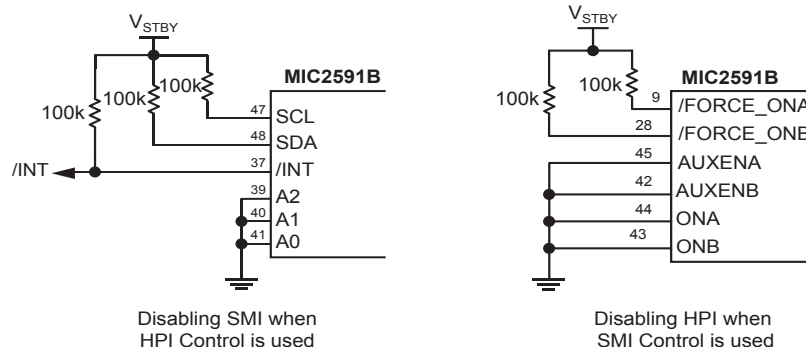 VSTBY
MIC2591B
100k
100k
100k
47
SCL
48
SDA
/INT
37
/INT
39
A2
40
A1
41
A0
Disabling SMI when
HPI Control is used
VSTBY
MIC2591B
100k
100k
9
/FORCE_ONA
28
/FORCE_ONB
45
AUXENA
42
AUXENB
44
ONA
43
ONB
Disabling HPI when
SMI Control is used